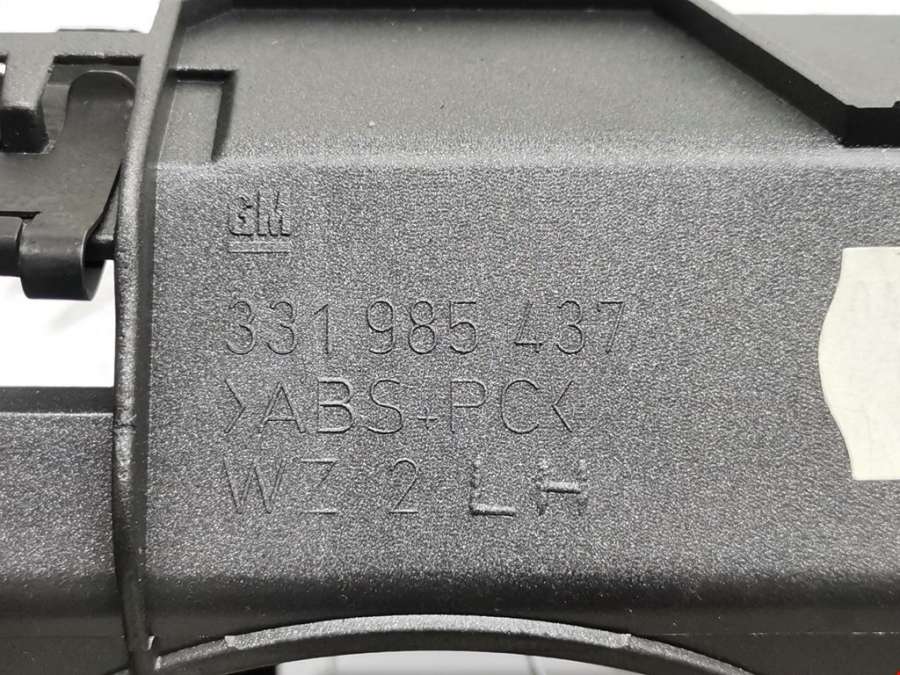 GM
331 985 437
>ABS+PC<
WZ 2 LH